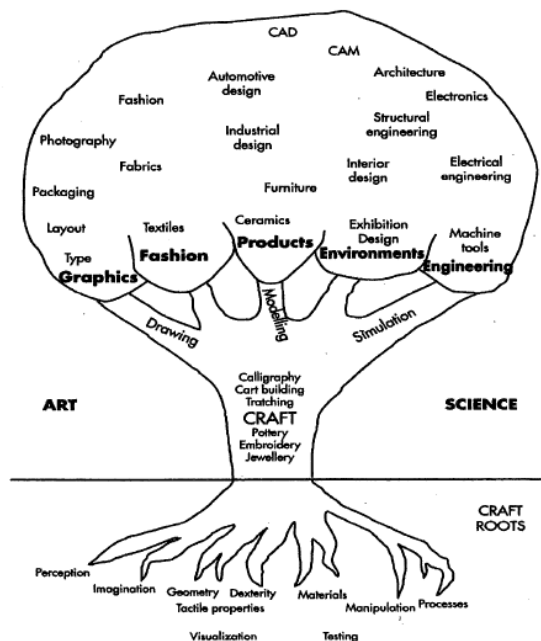 CAD
CAM
Automotive
design
Architecture
Fashion
Electronics
Structural
engineering
Photography
Industrial
design
Fabrics
Interior
design
Electrical
engineering
Packaging
Furniture
Layout
Textiles
Ceramics
Exhibition
Design
Machine
tools
Type
Graphics
Fashion
Products
Environments
Engineering
Drawing
Modelling
Simulation
Calligraphy
Cart building
Tratching
CRAFT
Pottery
Embroidery
Jewellery
ART
SCIENCE
CRAFT
ROOTS
Perception
Imagination
Geometry
Dexterity
Materials
Manipulation
Processes
Tactile properties
Visualization
Testing